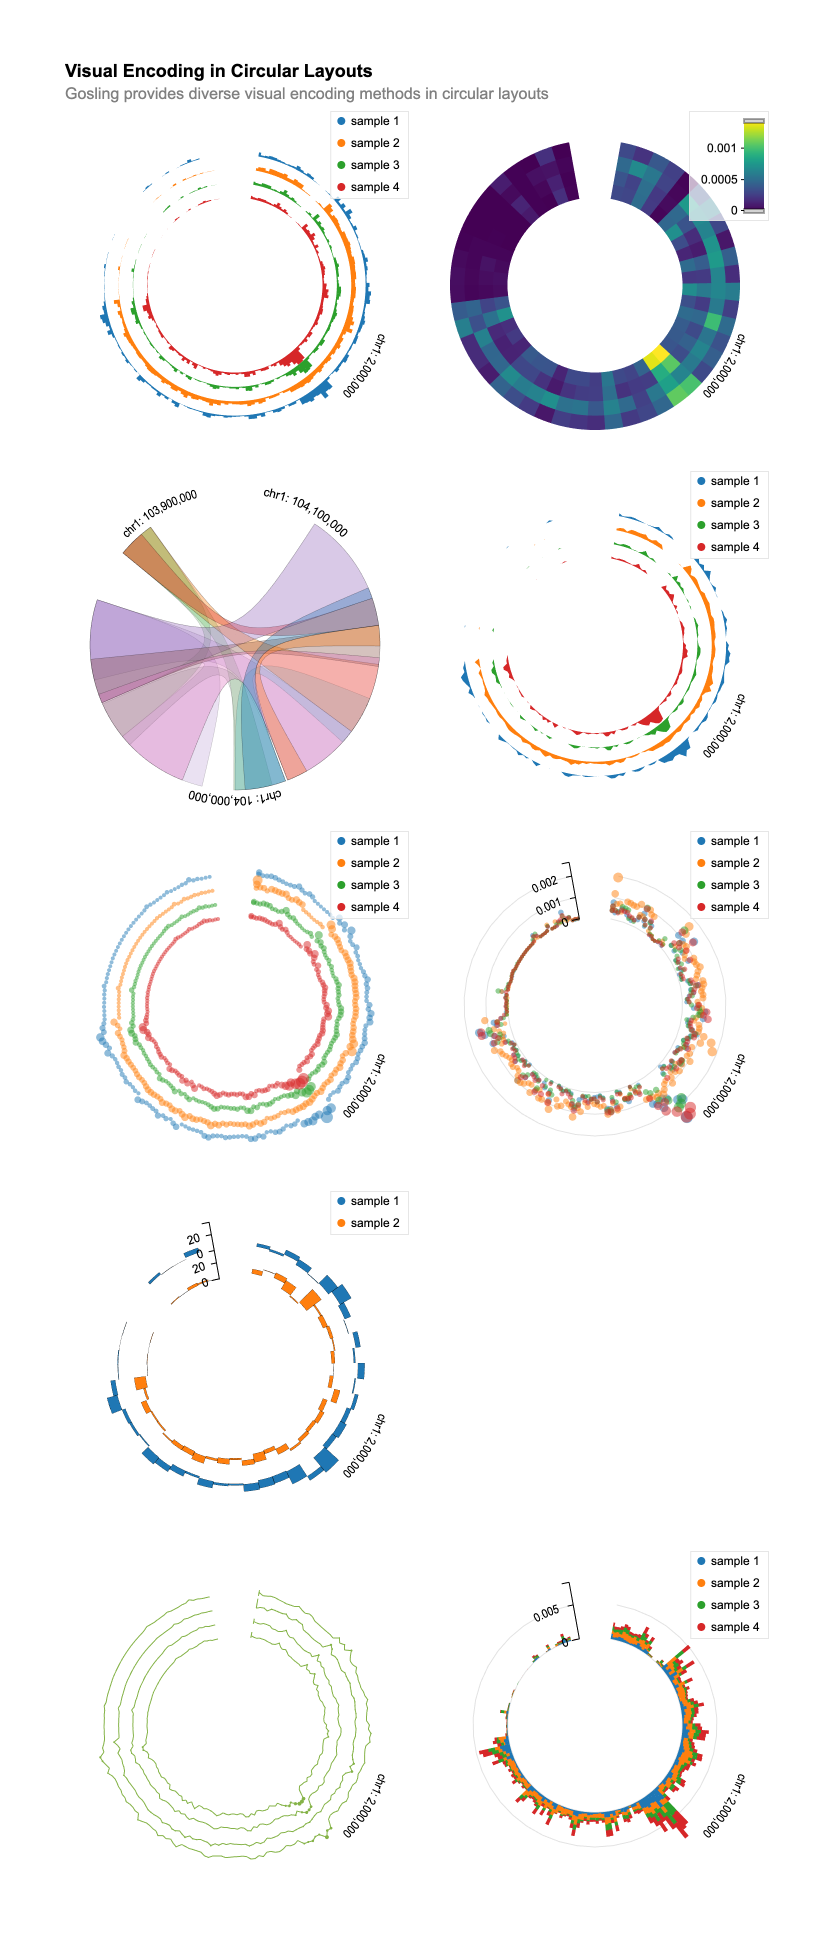 Visual Encoding in Circular Layouts
Gosling provides diverse visual encoding methods in circular layouts
sample 1
sample 2
sample 3
sample 4
chr1: 2,000,000
0.001
0.0005
0
chr1: 2,000,000
chr1: 103,900,000
chr1: 104,100,000
chr1: 104,000,000
sample 1
sample 2
sample 3
sample 4
chr1: 2,000,000
sample 1
sample 2
sample 3
sample 4
chr1: 2,000,000
0.002
0.001
0
sample 1
sample 2
sample 3
sample 4
chr1: 2,000,000
sample 1
sample 2
20
0
20
0
chr1: 2,000,000
chr1: 2,000,000
0.005
0
sample 1
sample 2
sample 3
sample 4
chr1: 2,000,000